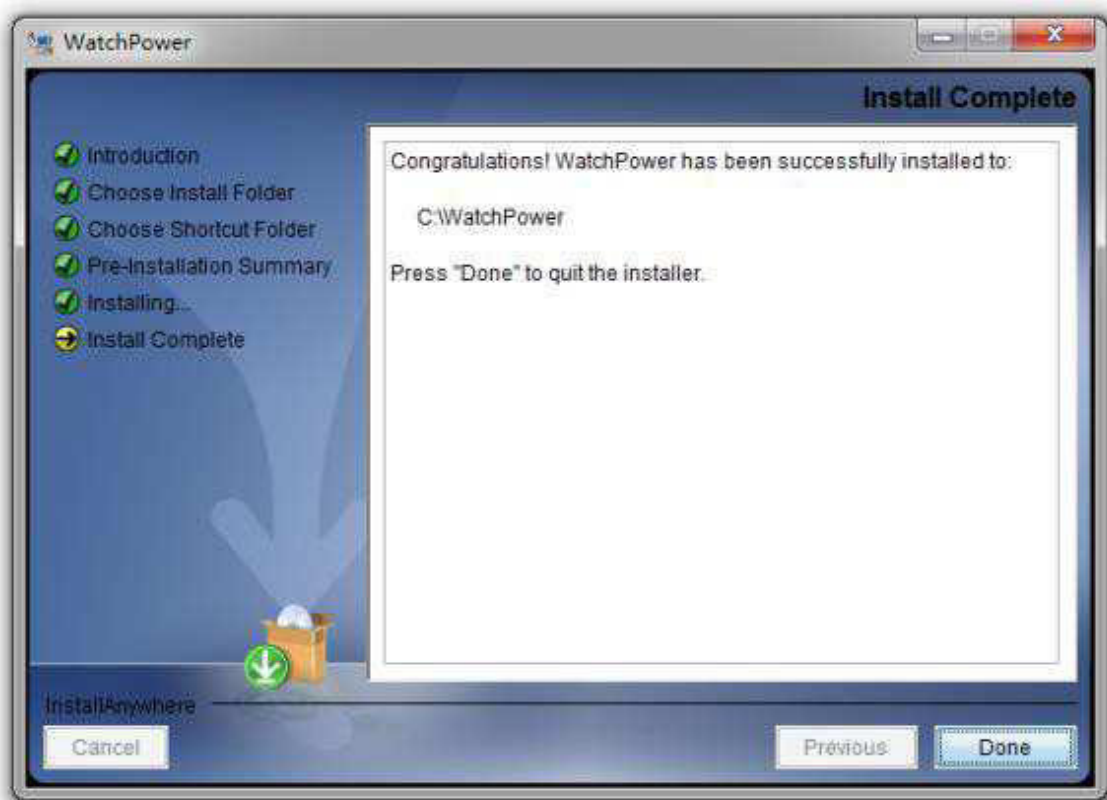 WatchPower
Install Complete
Introduction
Choose Install Folder
Choose Shortcut Folder
Pre-Installation Summary
Installing...
Install Complete
Congratulations! WatchPower has been successfully installed to:
C:\WatchPower
Press "Done" to quit the installer.
InstallAnywhere
Cancel
Previous
Done